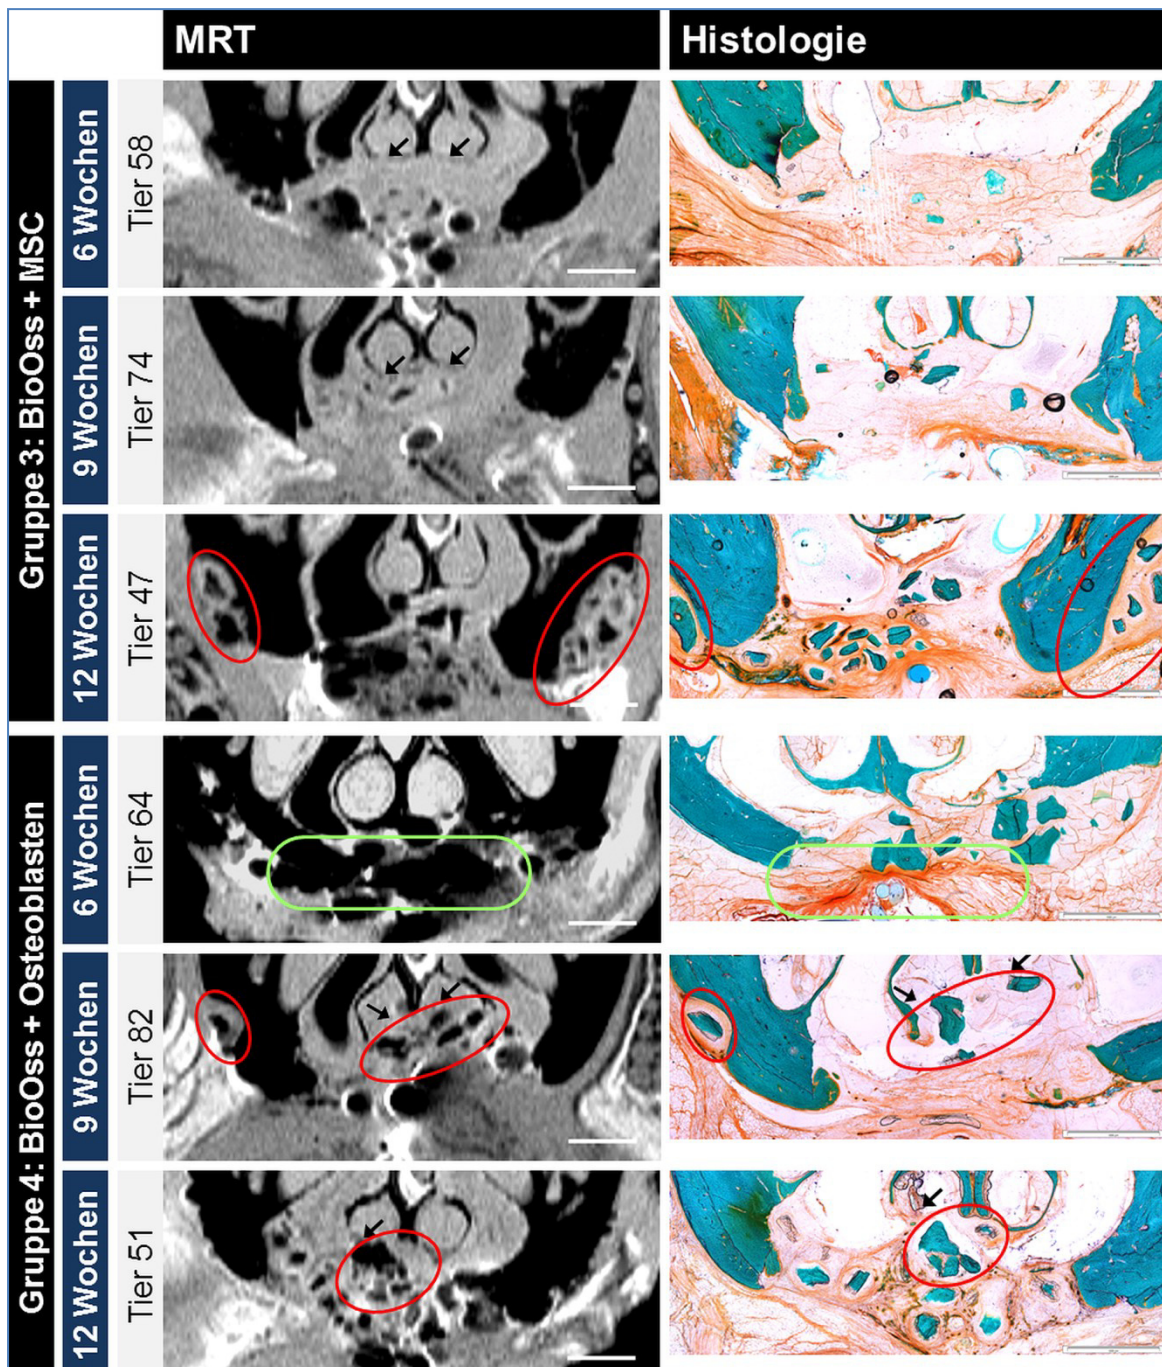 MRT
Histologie
Gruppe 3: BioOss + MSC
6 Wochen
Tier 58
9 Wochen
Tier 74
12 Wochen
Tier 47
Gruppe 4: BioOss + Osteoblasten
6 Wochen
Tier 64
9 Wochen
Tier 82
12 Wochen
Tier 51